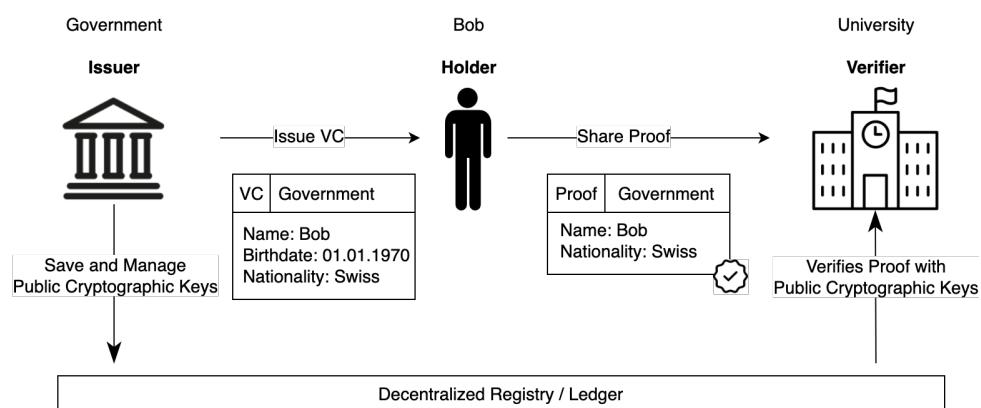 Government
Bob
University
Issuer
Holder
Verifier
Issue VC
Share Proof
VC
Government
Name: Bob
Birthdate: 01.01.1970
Nationality: Swiss
Proof
Government
Name: Bob
Nationality: Swiss
Save and Manage
Public Cryptographic Keys
Verifies Proof with
Public Cryptographic Keys
Decentralized Registry / Ledger